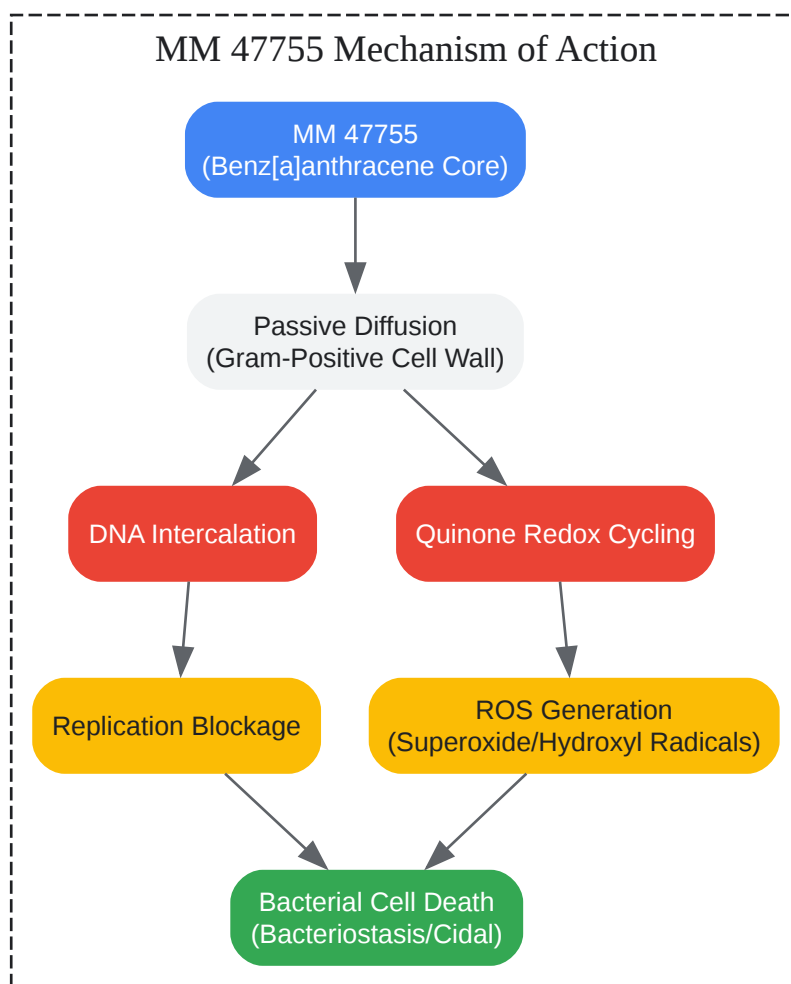 MM 47755 Mechanism of Action
MM 47755
(Benz[a]anthracene Core)
Passive Diffusion
(Gram-Positive Cell Wall)
DNA Intercalation
Quinone Redox Cycling
Replication Blockage
ROS Generation
(Superoxide/Hydroxyl Radicals)
Bacterial Cell Death
(Bacteriostasis/Cidal)